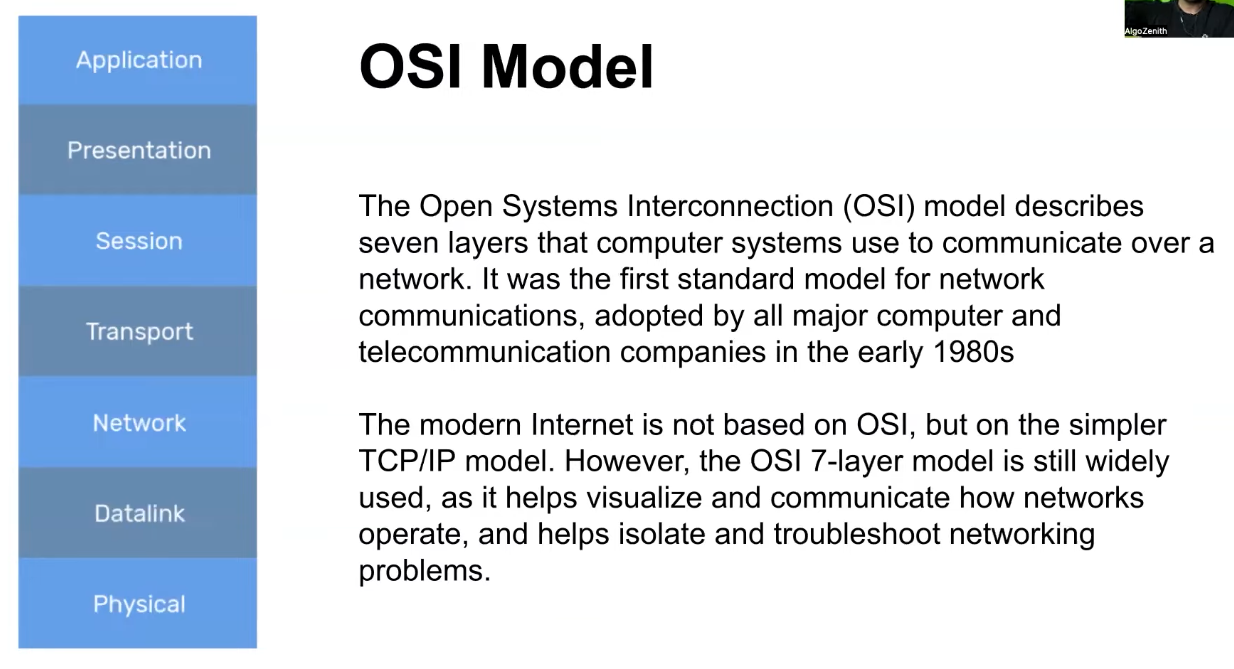 Application
Presentation
Session
Transport
Network
Datalink
Physical
OSI Model
The Open Systems Interconnection (OSI) model describes
seven layers that computer systems use to communicate over a
network. It was the first standard model for network
communications, adopted by all major computer and
telecommunication companies in the early 1980s
The modern Internet is not based on OSI, but on the simpler
TCP/IP model. However, the OSI 7-layer model is still widely
used, as it helps visualize and communicate how networks
operate, and helps isolate and troubleshoot networking
problems.
AlgoZenith